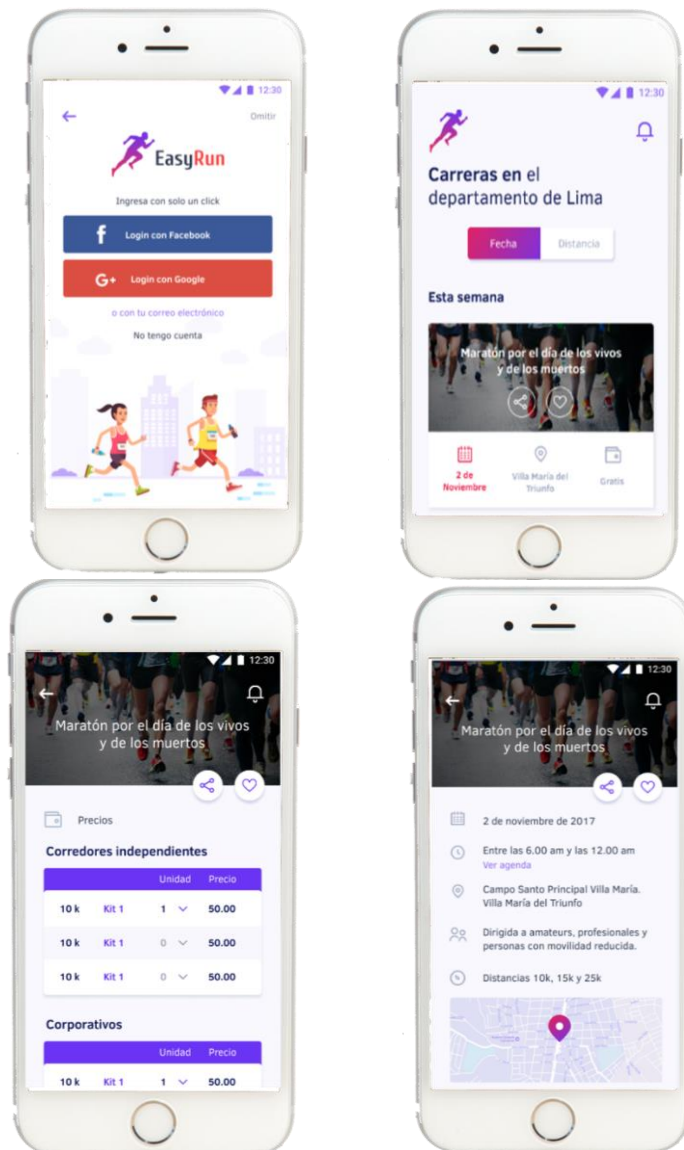 12:30
Omitir
EasyRun
Ingresa con solo un click
f Login con Facebook
G+ Login con Google
o con tu correo electrónico
No tengo cuenta
12:30
Carreras en el
departamento de Lima
Fecha Distancia
Esta semana
Maratón por el día de los vivos
y de los muertos
2 de
Noviembre
Villa María del
Triunfo
Gratis
12:30
Maratón por el día de los vivos
y de los muertos
Precios
Corredores independientes
Unidad Precio
10 k Kit 1 1 50.00
10 k Kit 1 0 50.00
10 k Kit 1 0 50.00
Corporativos
Unidad Precio
10 k Kit 1 1 50.00
12:30
Maratón por el día de los vivos
y de los muertos
2 de noviembre de 2017
Entre las 6.00 am y las 12.00 am
Ver agenda
Campo Santo Principal Villa María.
Villa María del Triunfo
Dirigida a amateurs, profesionales y
personas con movilidad reducida.
Distancias 10k, 15k y 25k